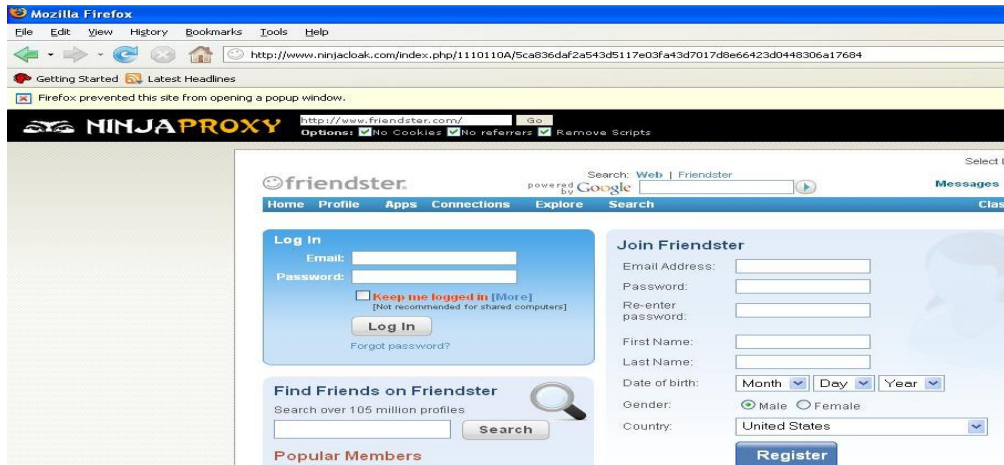 Mozilla Firefox
File Edit View History Bookmarks Tools Help
http://www.ninjacloak.com/index.php/1110110A/5ca836daf2a543d5117e03fa43d7017d8e66423d0448306a17684
Getting Started Latest Headlines
Firefox prevented this site from opening a popup window.
NINJAPROXY http://www.friendster.com/ Go
Options: No Cookies No referrers Remove Scripts
Select
friendster. powered by Google Search: Web | Friendster
Messages
Home Profile Apps Connections Explore Search Clas
Log In
Email:
Password:
Keep me logged in [More]
[Not recommended for shared computers]
Log In
Forgot password?
Find Friends on Friendster
Search over 105 million profiles
Search
Popular Members
Join Friendster
Email Address:
Password:
Re-enter
password:
First Name:
Last Name:
Date of birth: Month Day Year
Gender: Male Female
Country: United States
Register